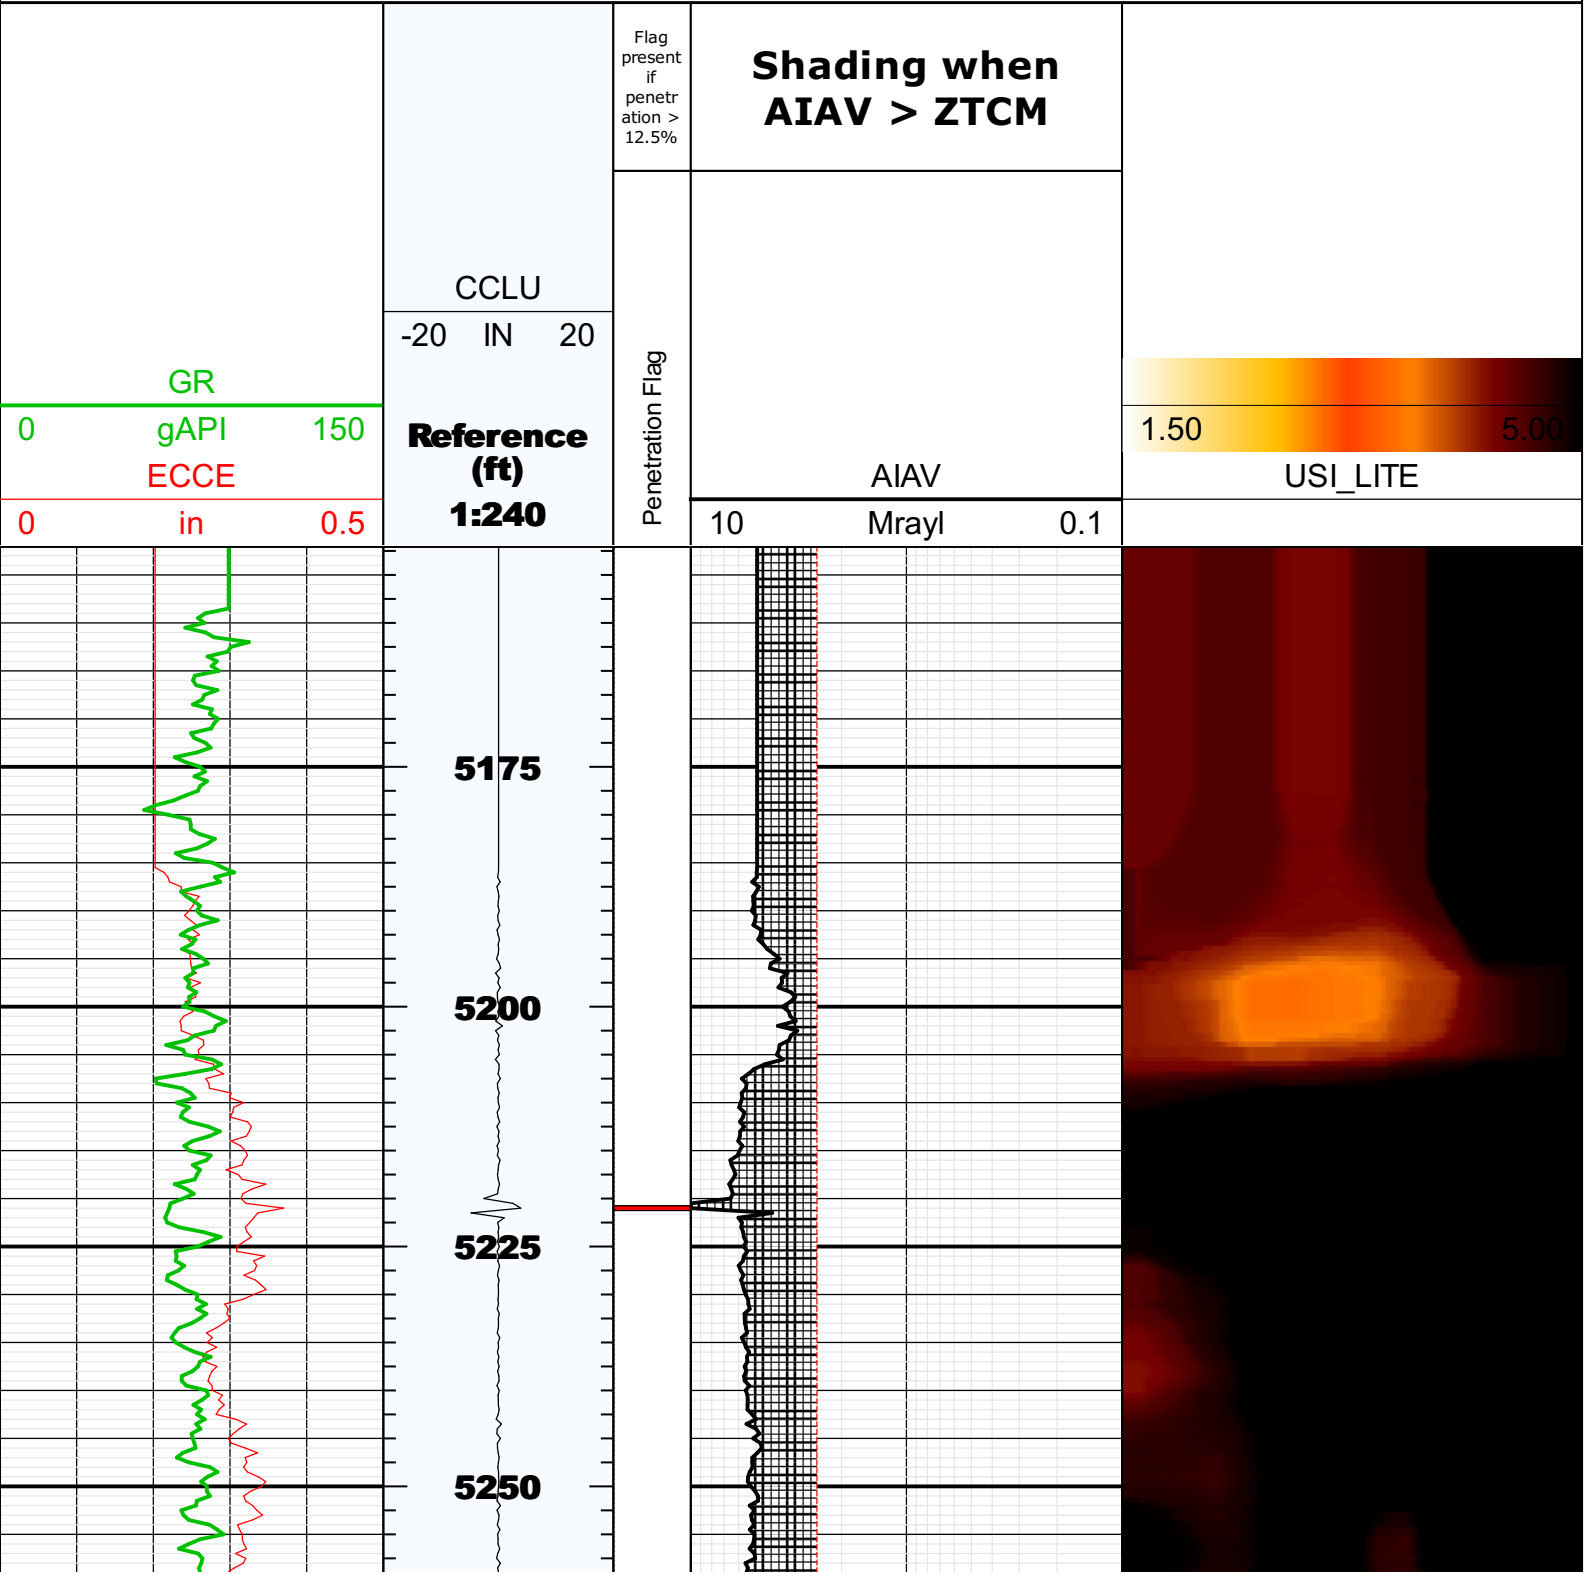 Flag
present
if
penetr
ation >
12.5%
Shading when
AIAV > ZTCM
CCLU
-20 IN 20
GR
0 gAPI 150
ECCE
0 in 0.5
Reference
(ft)
1:240
Penetration Flag
AIAV
10 Mrayl 0.1
1.50 5.00
USI_LITE
5175
5200
5225
5250